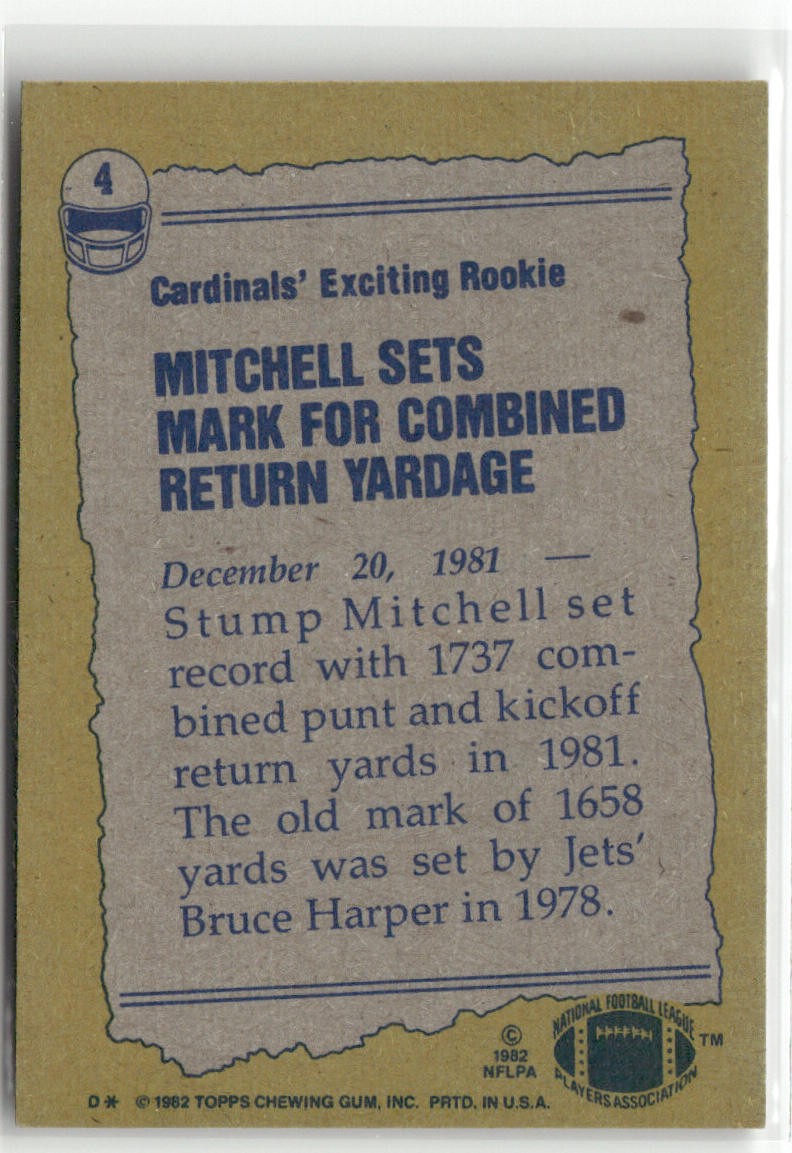 4
Cardinals' Exciting Rookie
MITCHELL SETS
MARK FOR COMBINED
RETURN YARDAGE
December 20, 1981 —
Stump Mitchell set
record with 1737 com-
bined punt and kickoff
return yards in 1981.
The old mark of 1658
yards was set by Jets'
Bruce Harper in 1978.
©
1982
NFLPA
NATIONAL FOOTBALL LEAGUE
PLAYERS ASSOCIATION
TM
D* © 1982 TOPPS CHEWING GUM, INC. PRTD. IN U.S.A.